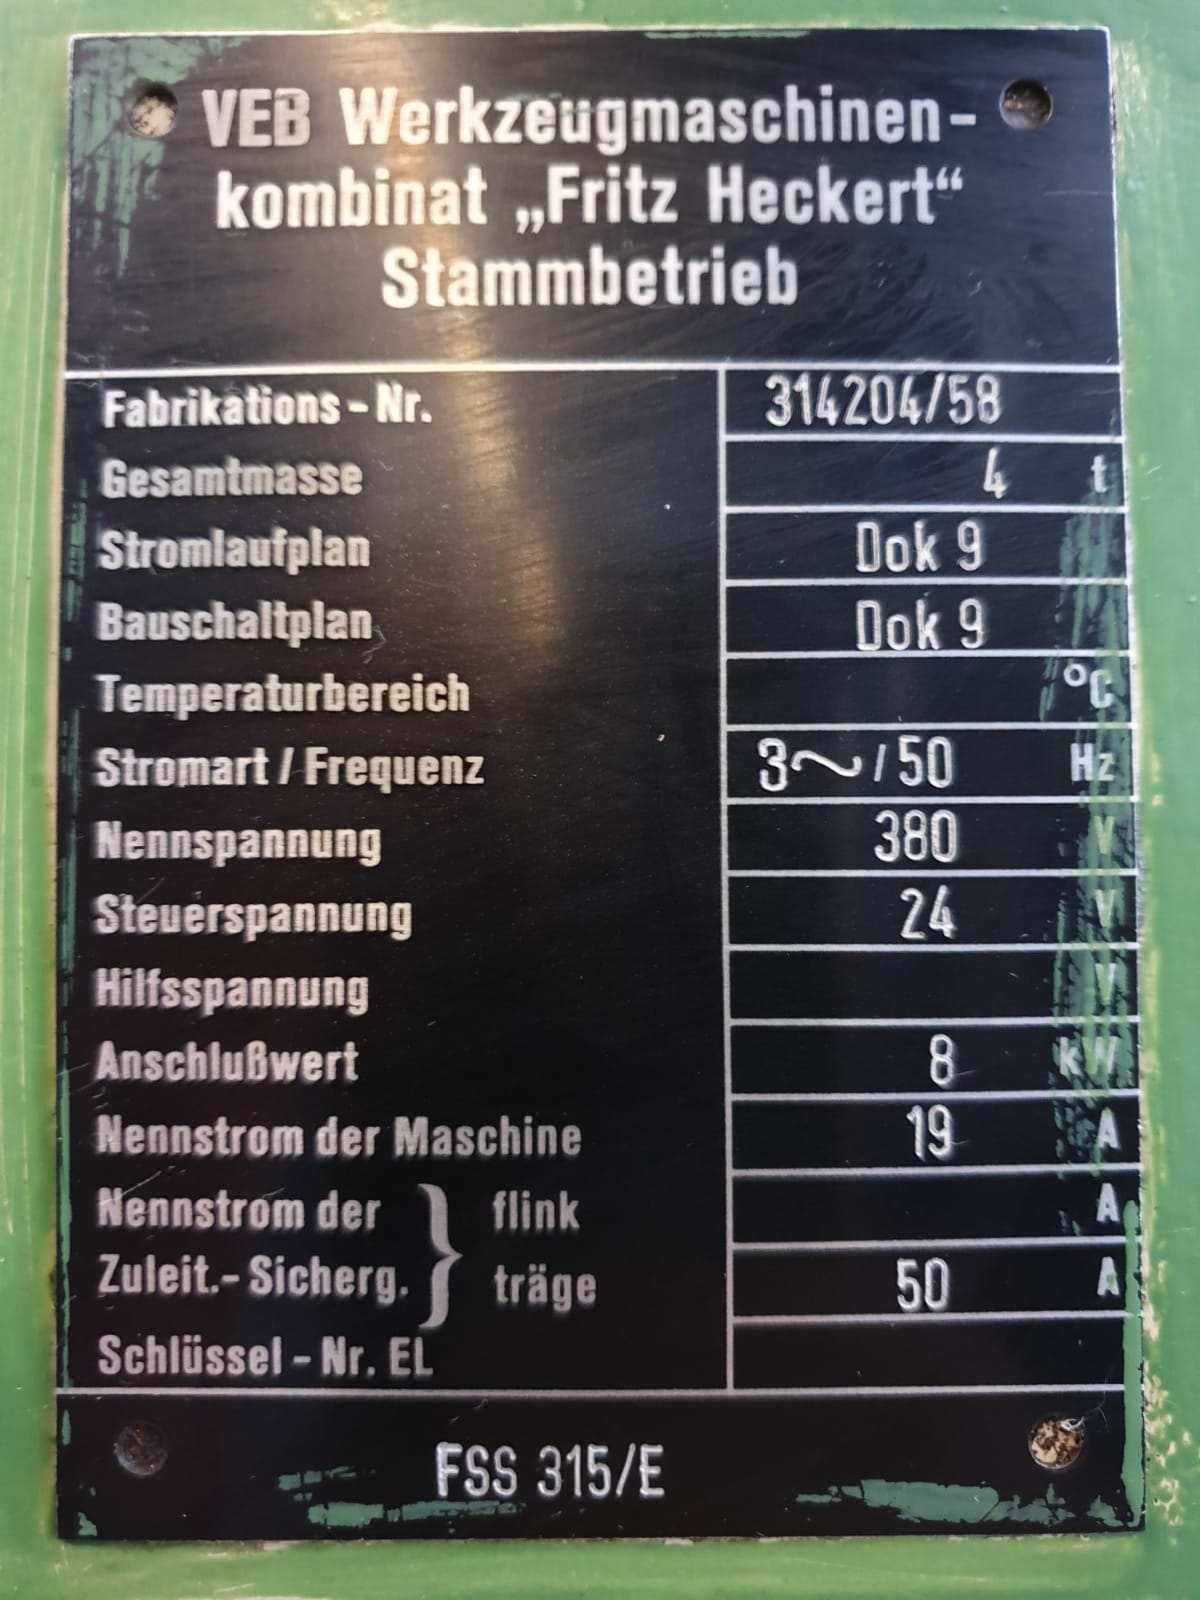 VEB Werkzeugmaschinen-
kombinat „Fritz Heckert“
Stammbetrieb
Fabrikations-Nr. 314204/58
Gesamtmasse 4 t
Stromlaufplan Dok 9
Bauschaltplan Dok 9
Temperaturbereich °C
Stromart / Frequenz 3~/50 Hz
Nennspannung 380 V
Steuerspannung 24 V
Hilfsspannung V
Anschlußwert 8 kW
Nennstrom der Maschine 19 A
Nennstrom der } flink A
Zuleit.-Sicherg. träge 50 A
Schlüssel-Nr. EL
FSS 315/E